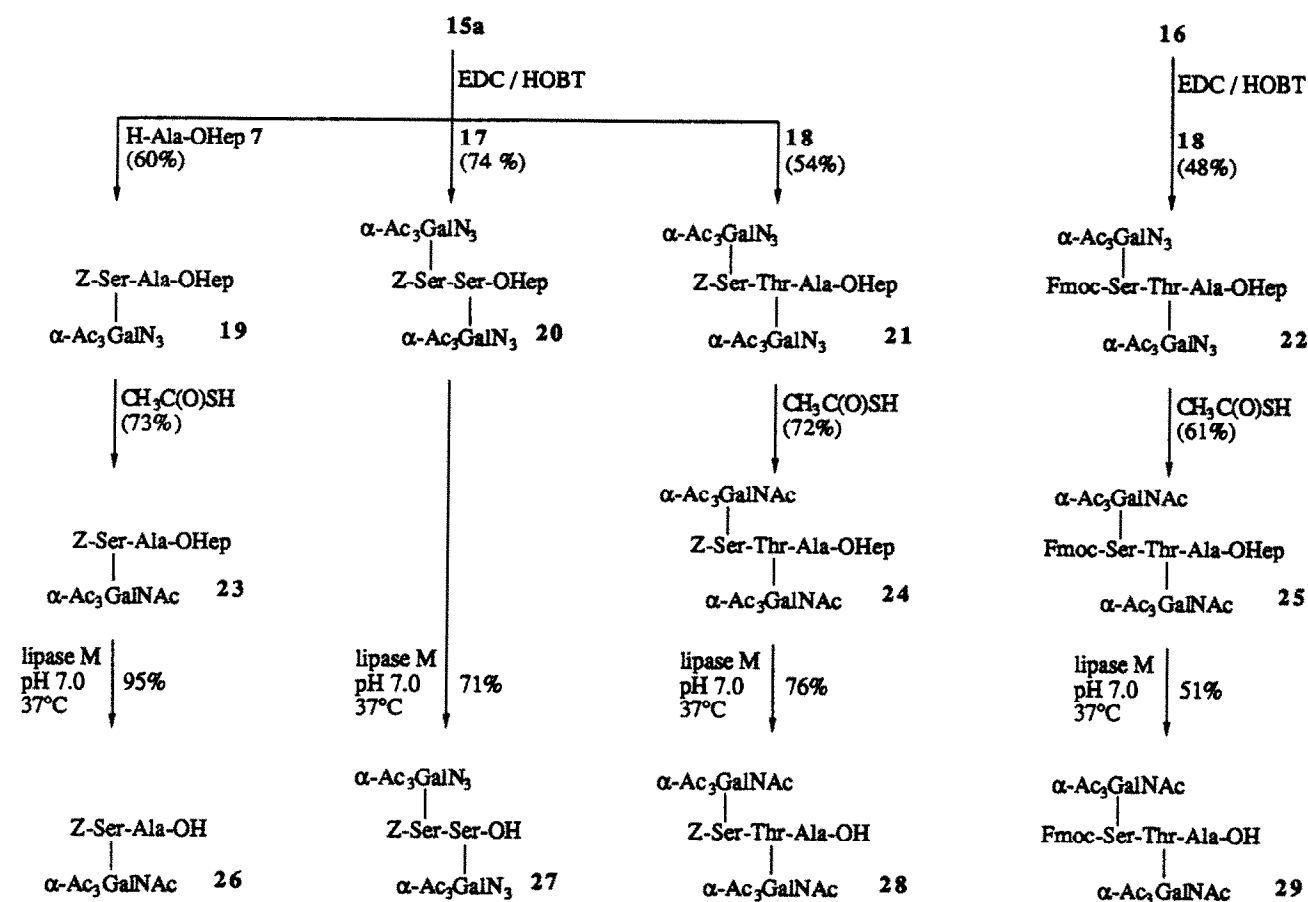 15a
EDC / HOBT
H-Ala-OHep 7
(60%)
17
(74 %)
18
(54%)
16
EDC / HOBT
18
(48%)
Z-Ser-Ala-OHep
α-Ac₃GalN₃
19
α-Ac₃GalN₃
Z-Ser-Ser-OHep
α-Ac₃GalN₃
20
α-Ac₃GalN₃
Z-Ser-Thr-Ala-OHep
α-Ac₃GalN₃
21
α-Ac₃GalN₃
Fmoc-Ser-Thr-Ala-OHep
α-Ac₃GalN₃
22
CH₃C(O)SH
(73%)
CH₃C(O)SH
(72%)
CH₃C(O)SH
(61%)
Z-Ser-Ala-OHep
α-Ac₃GalNAc
23
α-Ac₃GalNAc
Z-Ser-Thr-Ala-OHep
α-Ac₃GalNAc
24
α-Ac₃GalNAc
Fmoc-Ser-Thr-Ala-OHep
α-Ac₃GalNAc
25
lipase M
pH 7.0
37°C
95%
lipase M
pH 7.0
37°C
71%
lipase M
pH 7.0
37°C
76%
lipase M
pH 7.0
37°C
51%
Z-Ser-Ala-OH
α-Ac₃GalNAc
26
α-Ac₃GalN₃
Z-Ser-Ser-OH
α-Ac₃GalN₃
27
α-Ac₃GalNAc
Z-Ser-Thr-Ala-OH
α-Ac₃GalNAc
28
α-Ac₃GalNAc
Fmoc-Ser-Thr-Ala-OH
α-Ac₃GalNAc
29